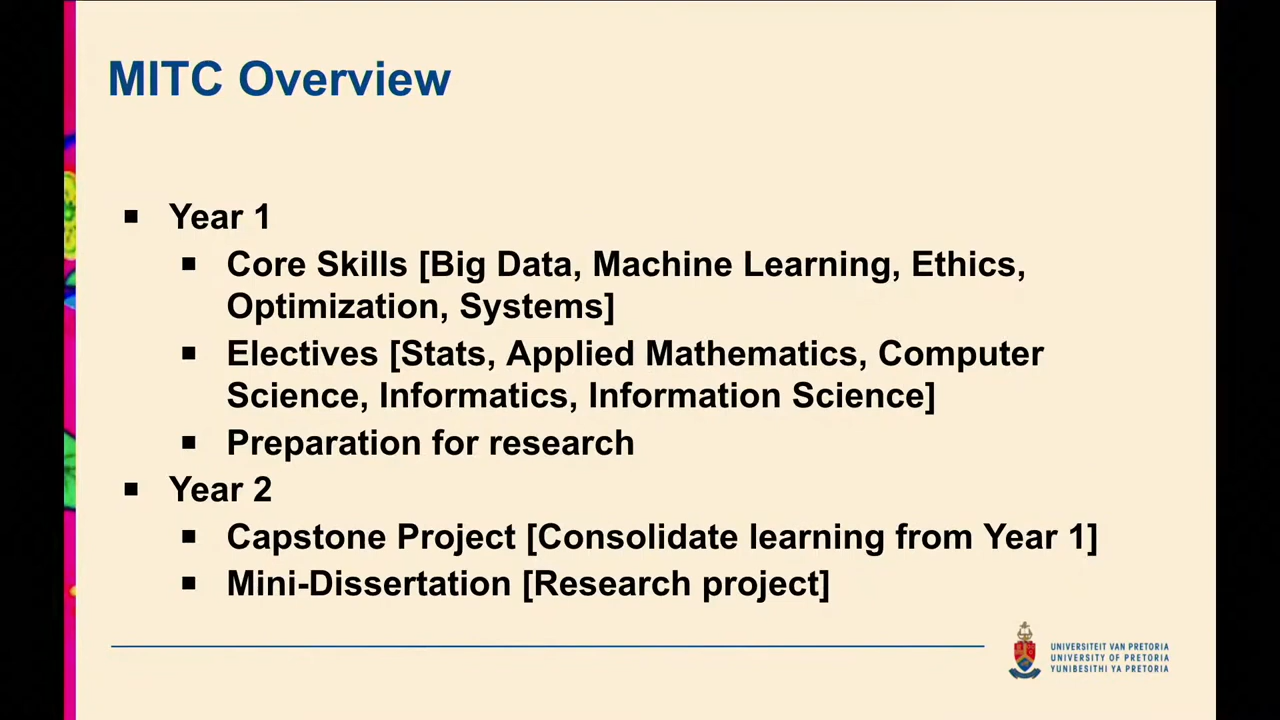 MITC Overview
▪ Year 1
▪ Core Skills [Big Data, Machine Learning, Ethics,
Optimization, Systems]
▪ Electives [Stats, Applied Mathematics, Computer
Science, Informatics, Information Science]
▪ Preparation for research
▪ Year 2
▪ Capstone Project [Consolidate learning from Year 1]
▪ Mini-Dissertation [Research project]
UNIVERSITEIT VAN PRETORIA
UNIVERSITY OF PRETORIA
YUNIBESITHI YA PRETORIA